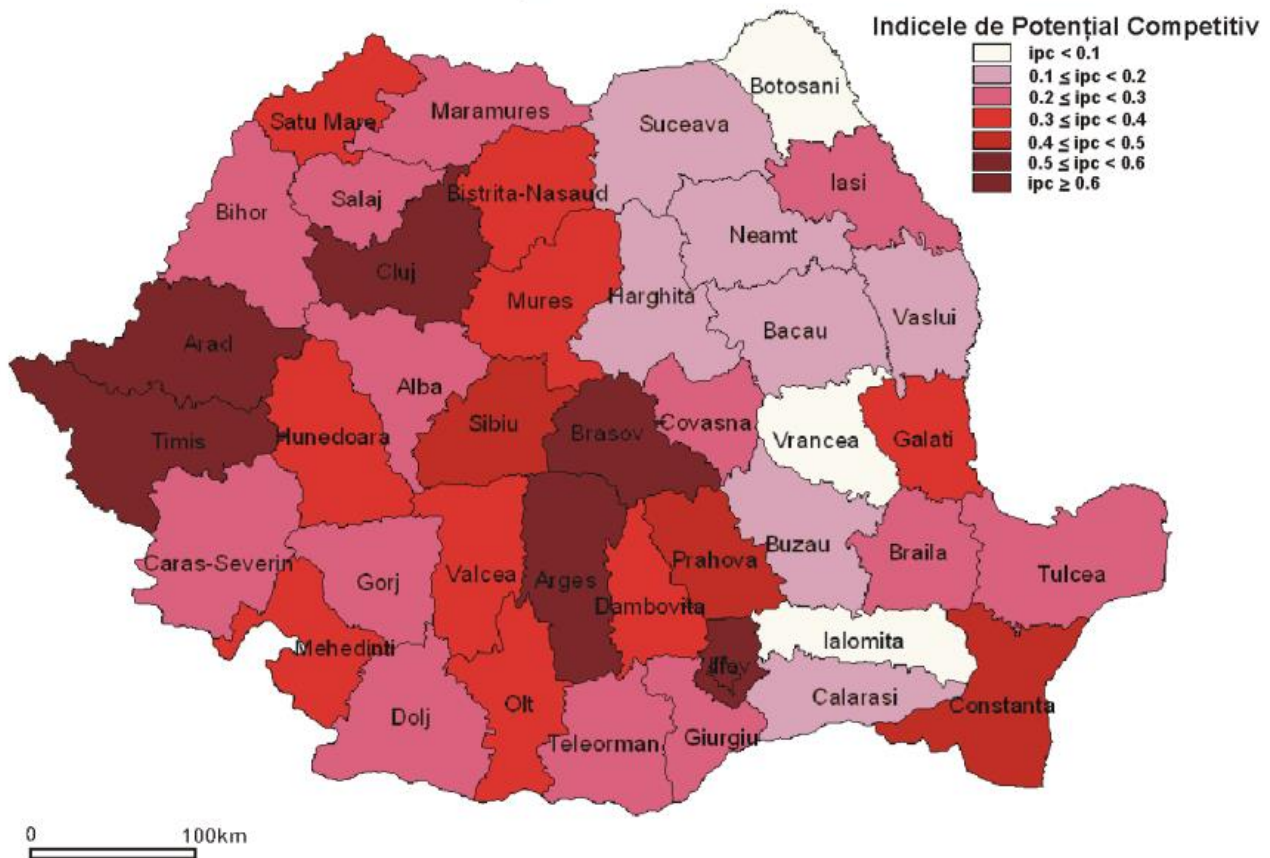 Indicele de Potențial Competitiv
ipc < 0.1
0.1 ≤ ipc < 0.2
0.2 ≤ ipc < 0.3
0.3 ≤ ipc < 0.4
0.4 ≤ ipc < 0.5
0.5 ≤ ipc < 0.6
ipc ≥ 0.6
Botosani
Satu Mare
Maramures
Suceava
Iasi
Salaj
Bistrita-Nasaud
Bihor
Neamt
Cluj
Mures
Harghita
Vaslui
Bacau
Arad
Alba
Sibiu
Brasov
Covasna
Vrancea
Galati
Timis
Hunedoara
Buzau
Braila
Caras-Severin
Gorj
Valcea
Arges
Prahova
Tulcea
Dambovita
Mehedinti
Ialomita
Ilfov
Calarasi
Constanta
Olt
Dolj
Teleorman
Giurgiu
0 100km